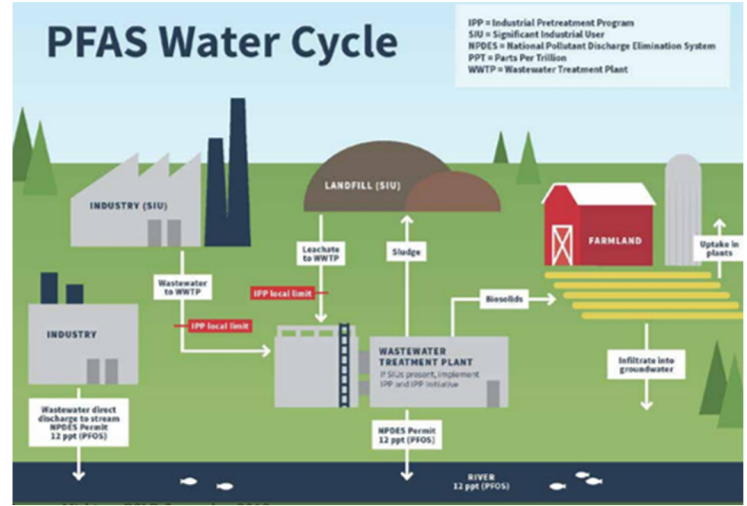 PFAS Water Cycle
IPP = Industrial Pretreatment Program
SIU = Significant Industrial User
NPDES = National Pollutant Discharge Elimination System
PPT = Parts Per Trillion
WWTP = Wastewater Treatment Plant
INDUSTRY (SIU)
LANDFILL (SIU)
FARMLAND
Uptake in
plants
Leachate
to WWTP
Sludge
Wastewater
to WWTP
IPP local limit
IPP local limit
Biosolids
INDUSTRY
WASTEWATER
TREATMENT PLANT
If SIUs present, implement
IPP and IPP Initiative
Infiltrate into
groundwater
Wastewater direct
discharge to stream
NPDES Permit
12 ppt (PFOS)
NPDES Permit
12 ppt (PFOS)
RIVER
12 ppt (PFOS)